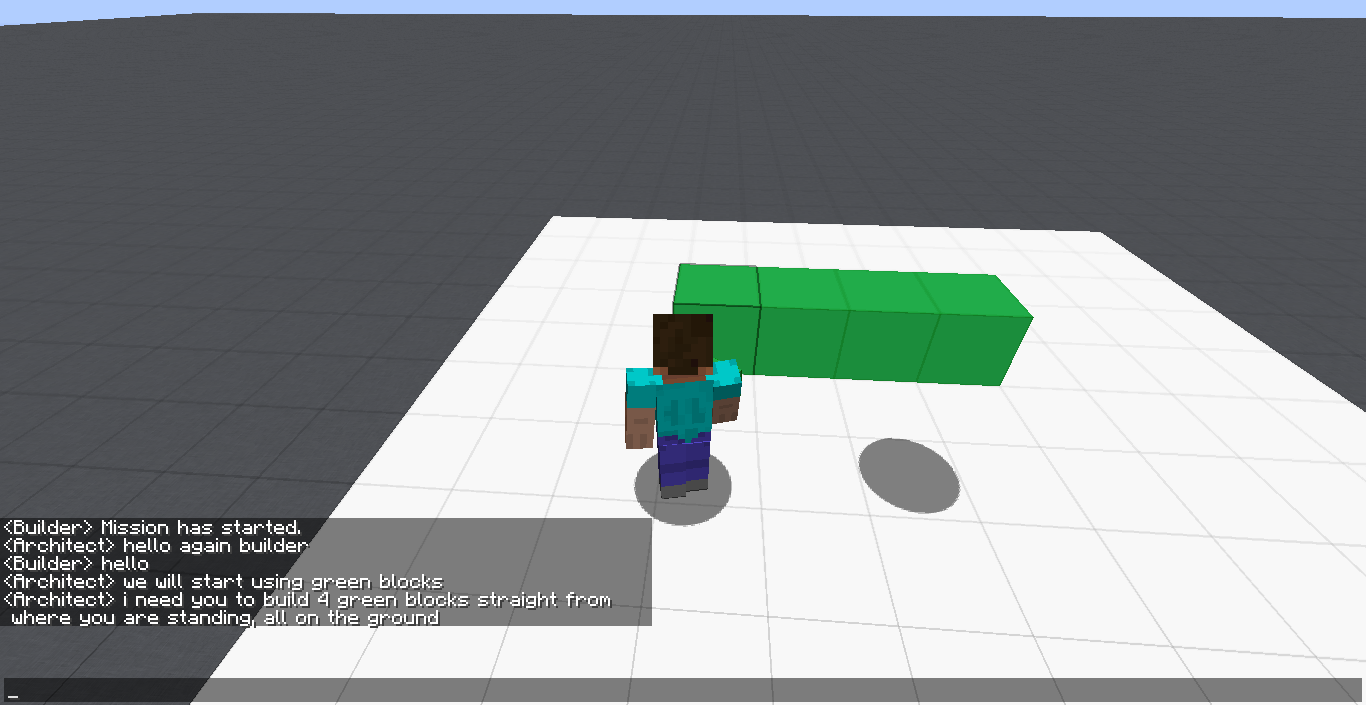 <Builder> Mission has started.
<Architect> hello again builder
<Builder> hello
<Architect> we will start using green blocks
<Architect> i need you to build 4 green blocks straight from
where you are standing, all on the ground
_